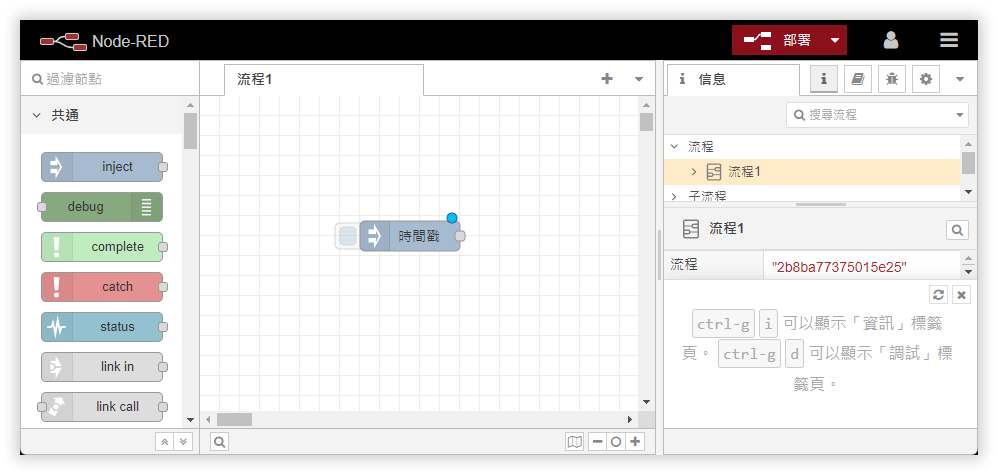 Node-RED
部署
過濾節點
流程1
信息
共通
搜尋流程
inject
debug
complete
catch
status
link in
link call
時間戳
流程
流程1
子流程
流程1
流程 "2b8ba77375015e25"
ctrl-g i 可以顯示「資訊」標籤
頁。 ctrl-g d 可以顯示「調試」標
籤頁。